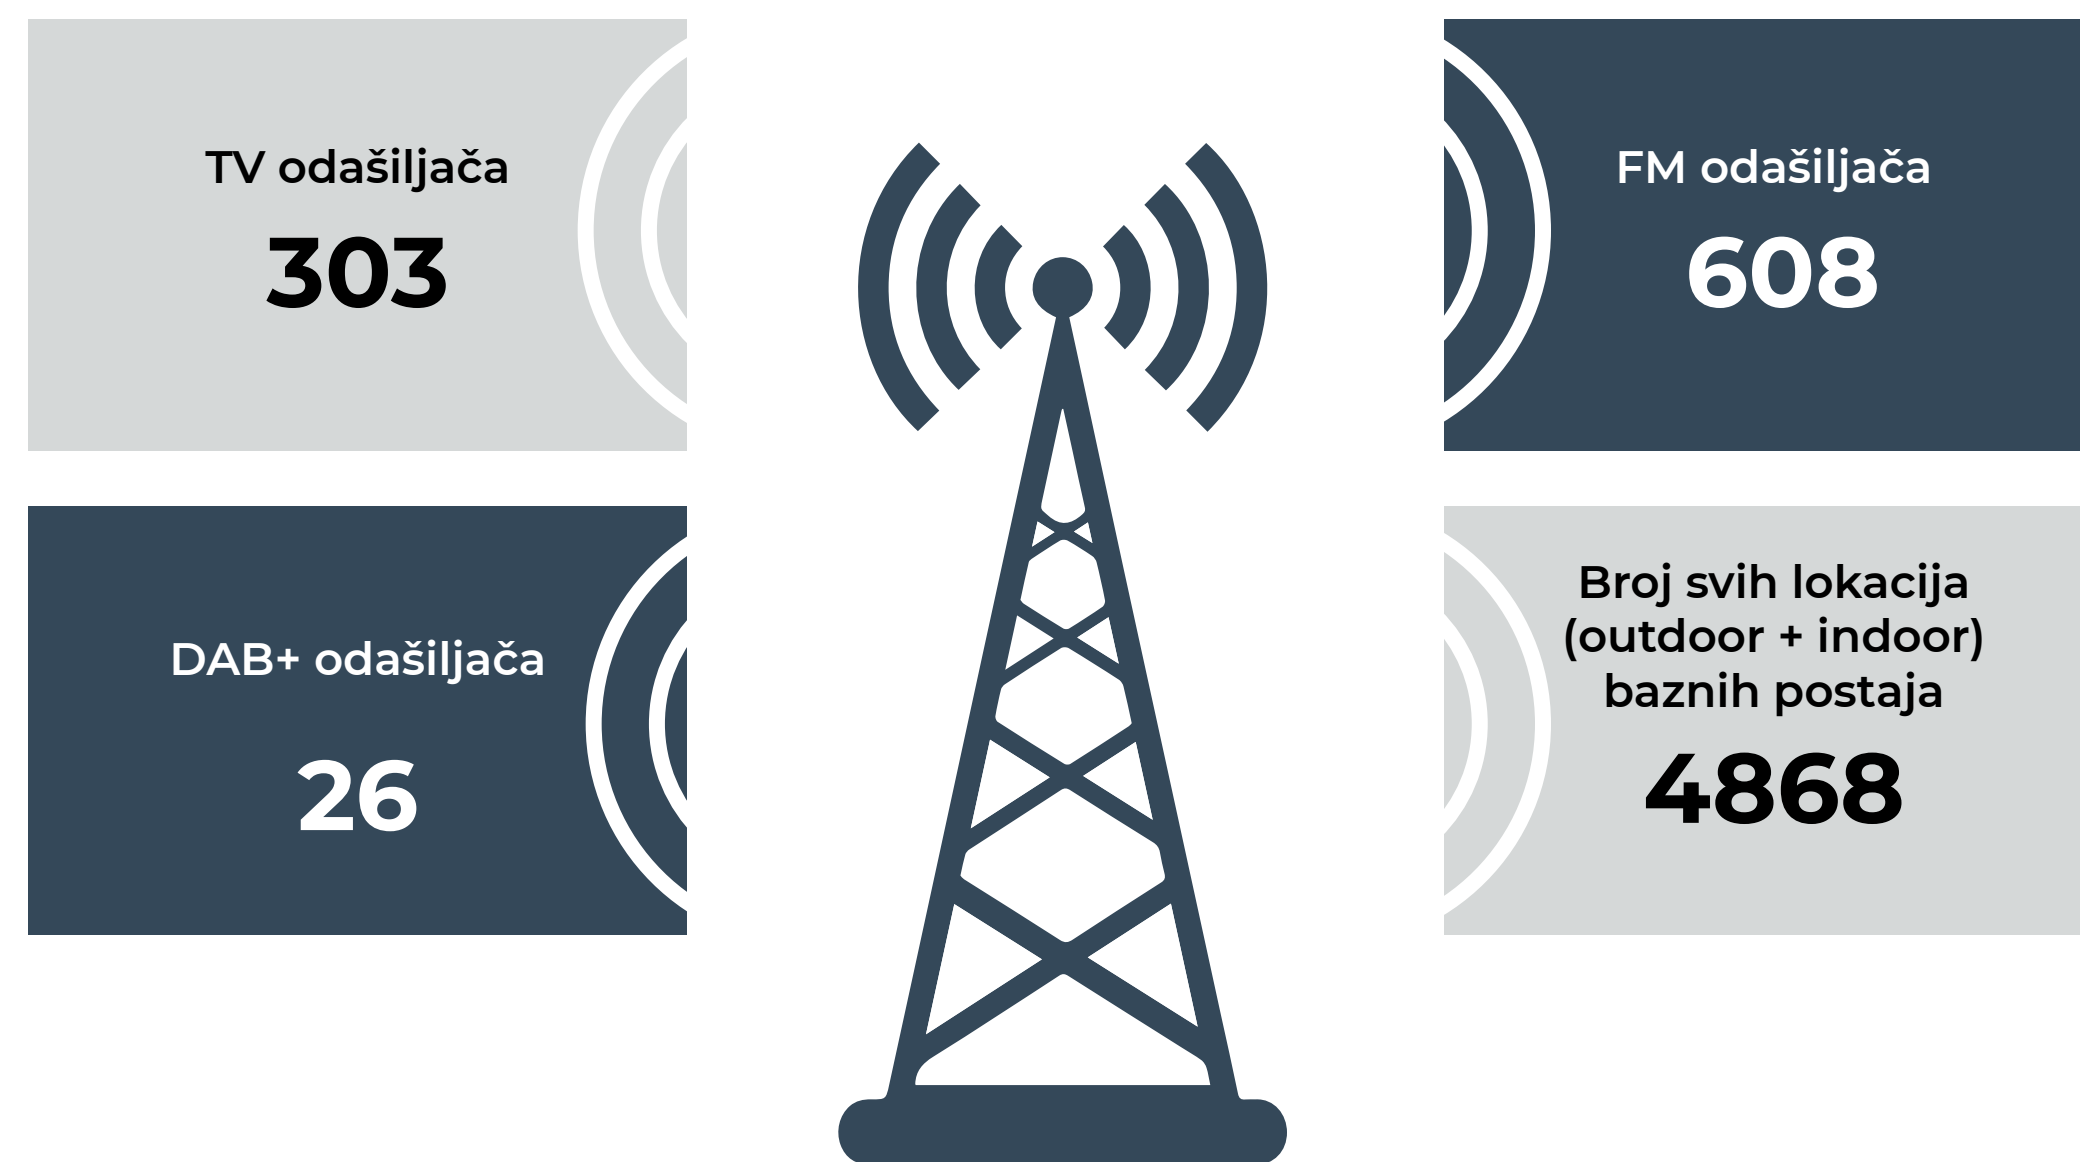 TV odašiljača
303
FM odašiljača
608
DAB+ odašiljača
26
Broj svih lokacija
(outdoor + indoor)
baznih postaja
4868